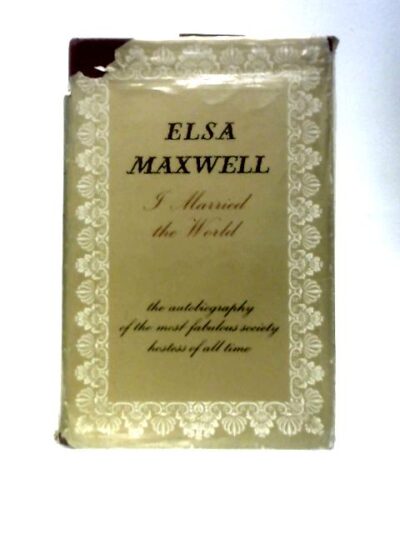 ELSA
MAXWELL
I Married
the World
the autobiography
of the most fabulous society
hostess of all time